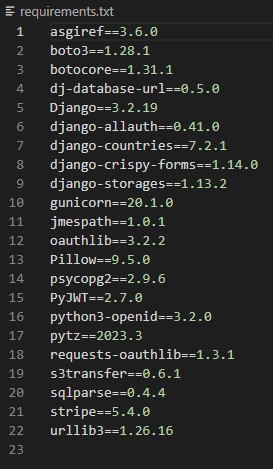 requirements.txt
1 asgiref==3.6.0
2 boto3==1.28.1
3 botocore==1.31.1
4 dj-database-url==0.5.0
5 Django==3.2.19
6 django-allauth==0.41.0
7 django-countries==7.2.1
8 django-crispy-forms==1.14.0
9 django-storages==1.13.2
10 gunicorn==20.1.0
11 jmespath==1.0.1
12 oauthlib==3.2.2
13 Pillow==9.5.0
14 psycopg2==2.9.6
15 PyJWT==2.7.0
16 python3-openid==3.2.0
17 pytz==2023.3
18 requests-oauthlib==1.3.1
19 s3transfer==0.6.1
20 sqlparse==0.4.4
21 stripe==5.4.0
22 urllib3==1.26.16
23